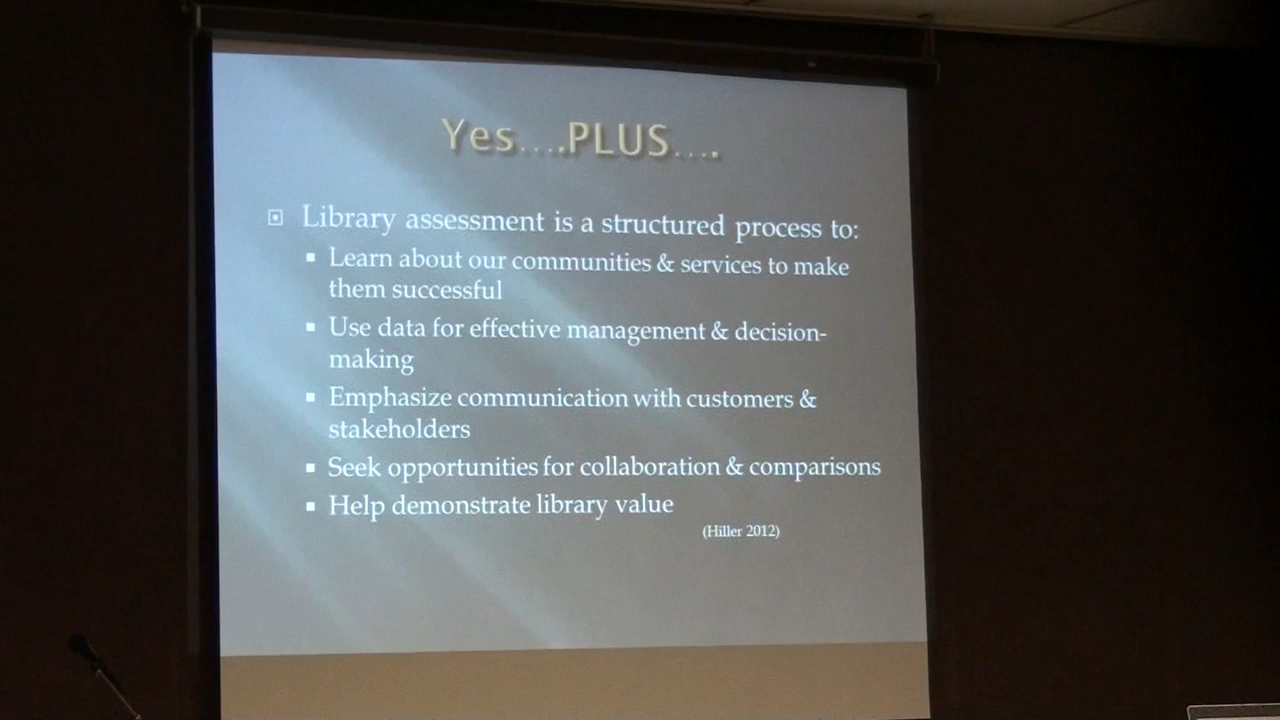 Yes....PLUS....
Library assessment is a structured process to:
Learn about our communities & services to make
them successful
Use data for effective management & decision-
making
Emphasize communication with customers &
stakeholders
Seek opportunities for collaboration & comparisons
Help demonstrate library value
(Hiller 2012)